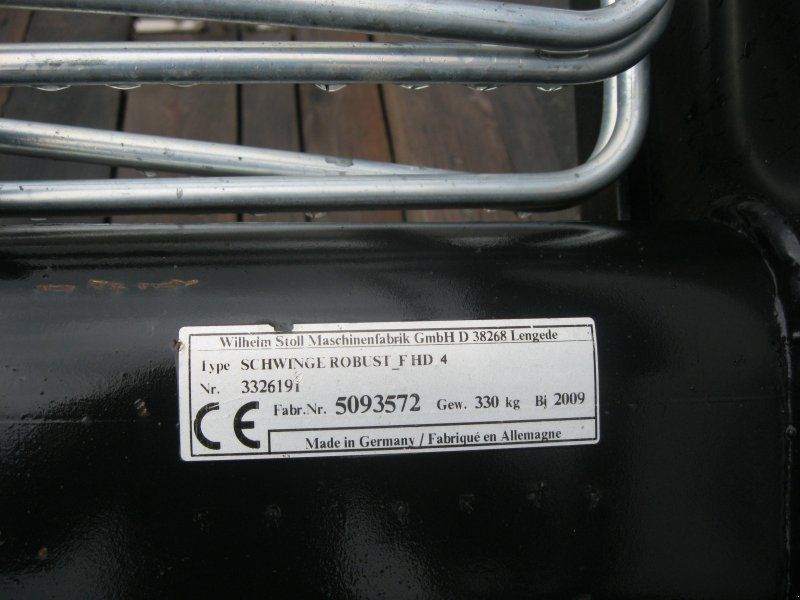 Wilhelm Stoll Maschinenfabrik GmbH D 38268 Lengede
Type SCHWINGE ROBUST_F HD 4
Nr. 3326191
Fabr.Nr. 5093572 Gew. 330 kg Bj 2009
CE
Made in Germany / Fabriqué en Allemagne